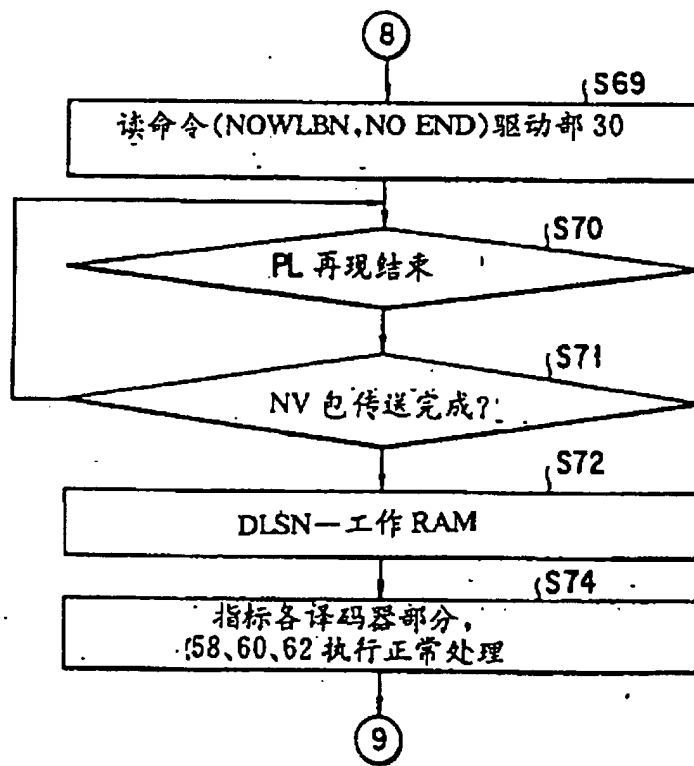 8
S69
读命令(NOWLBN,NO END)驱动部 30
S70
PL 再现结束
S71
NV 包传送完成?
S72
DLSN—工作 RAM
S74
指标各译码器部分,
58、60、62 执行正常处理
9